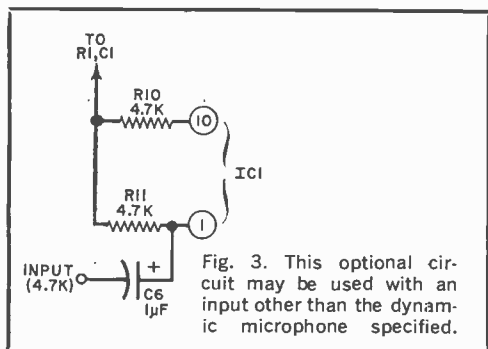 TO
R1,C1
R10
4.7K
10
IC1
R11
4.7K
1
INPUT
(4.7K)
+
C6
1µF
Fig. 3. This optional cir-
cuit may be used with an
input other than the dynam-
ic microphone specified.